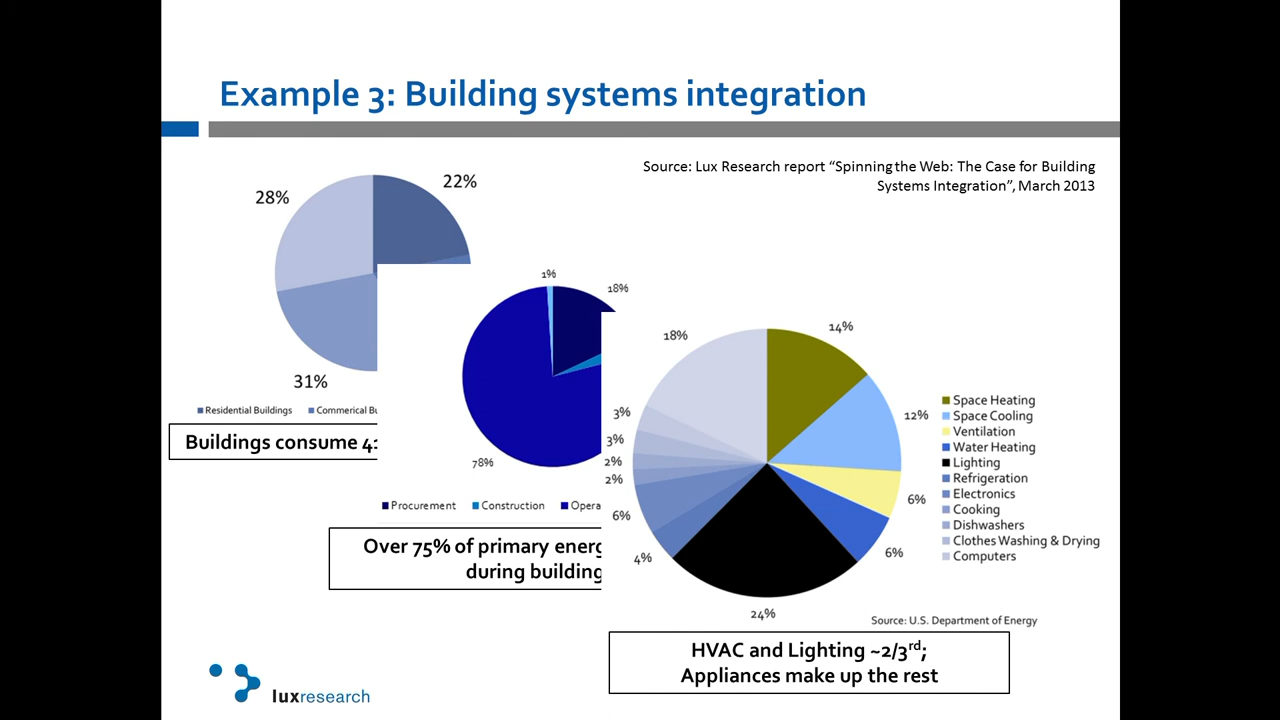 Example 3: Building systems integration
Source: Lux Research report “Spinning the Web: The Case for Building
Systems Integration”, March 2013
28%
22%
31%
Residential Buildings
Commerical Bu
Buildings consume 4
1%
18%
78%
Procurement
Construction
Opera
Over 75% of primary energ
during building
18%
14%
12%
6%
6%
24%
4%
6%
2%
2%
3%
3%
Space Heating
Space Cooling
Ventilation
Water Heating
Lighting
Refrigeration
Electronics
Cooking
Dishwashers
Clothes Washing & Drying
Computers
Source: U.S. Department of Energy
HVAC and Lighting ~2/3rd;
Appliances make up the rest
luxresearch